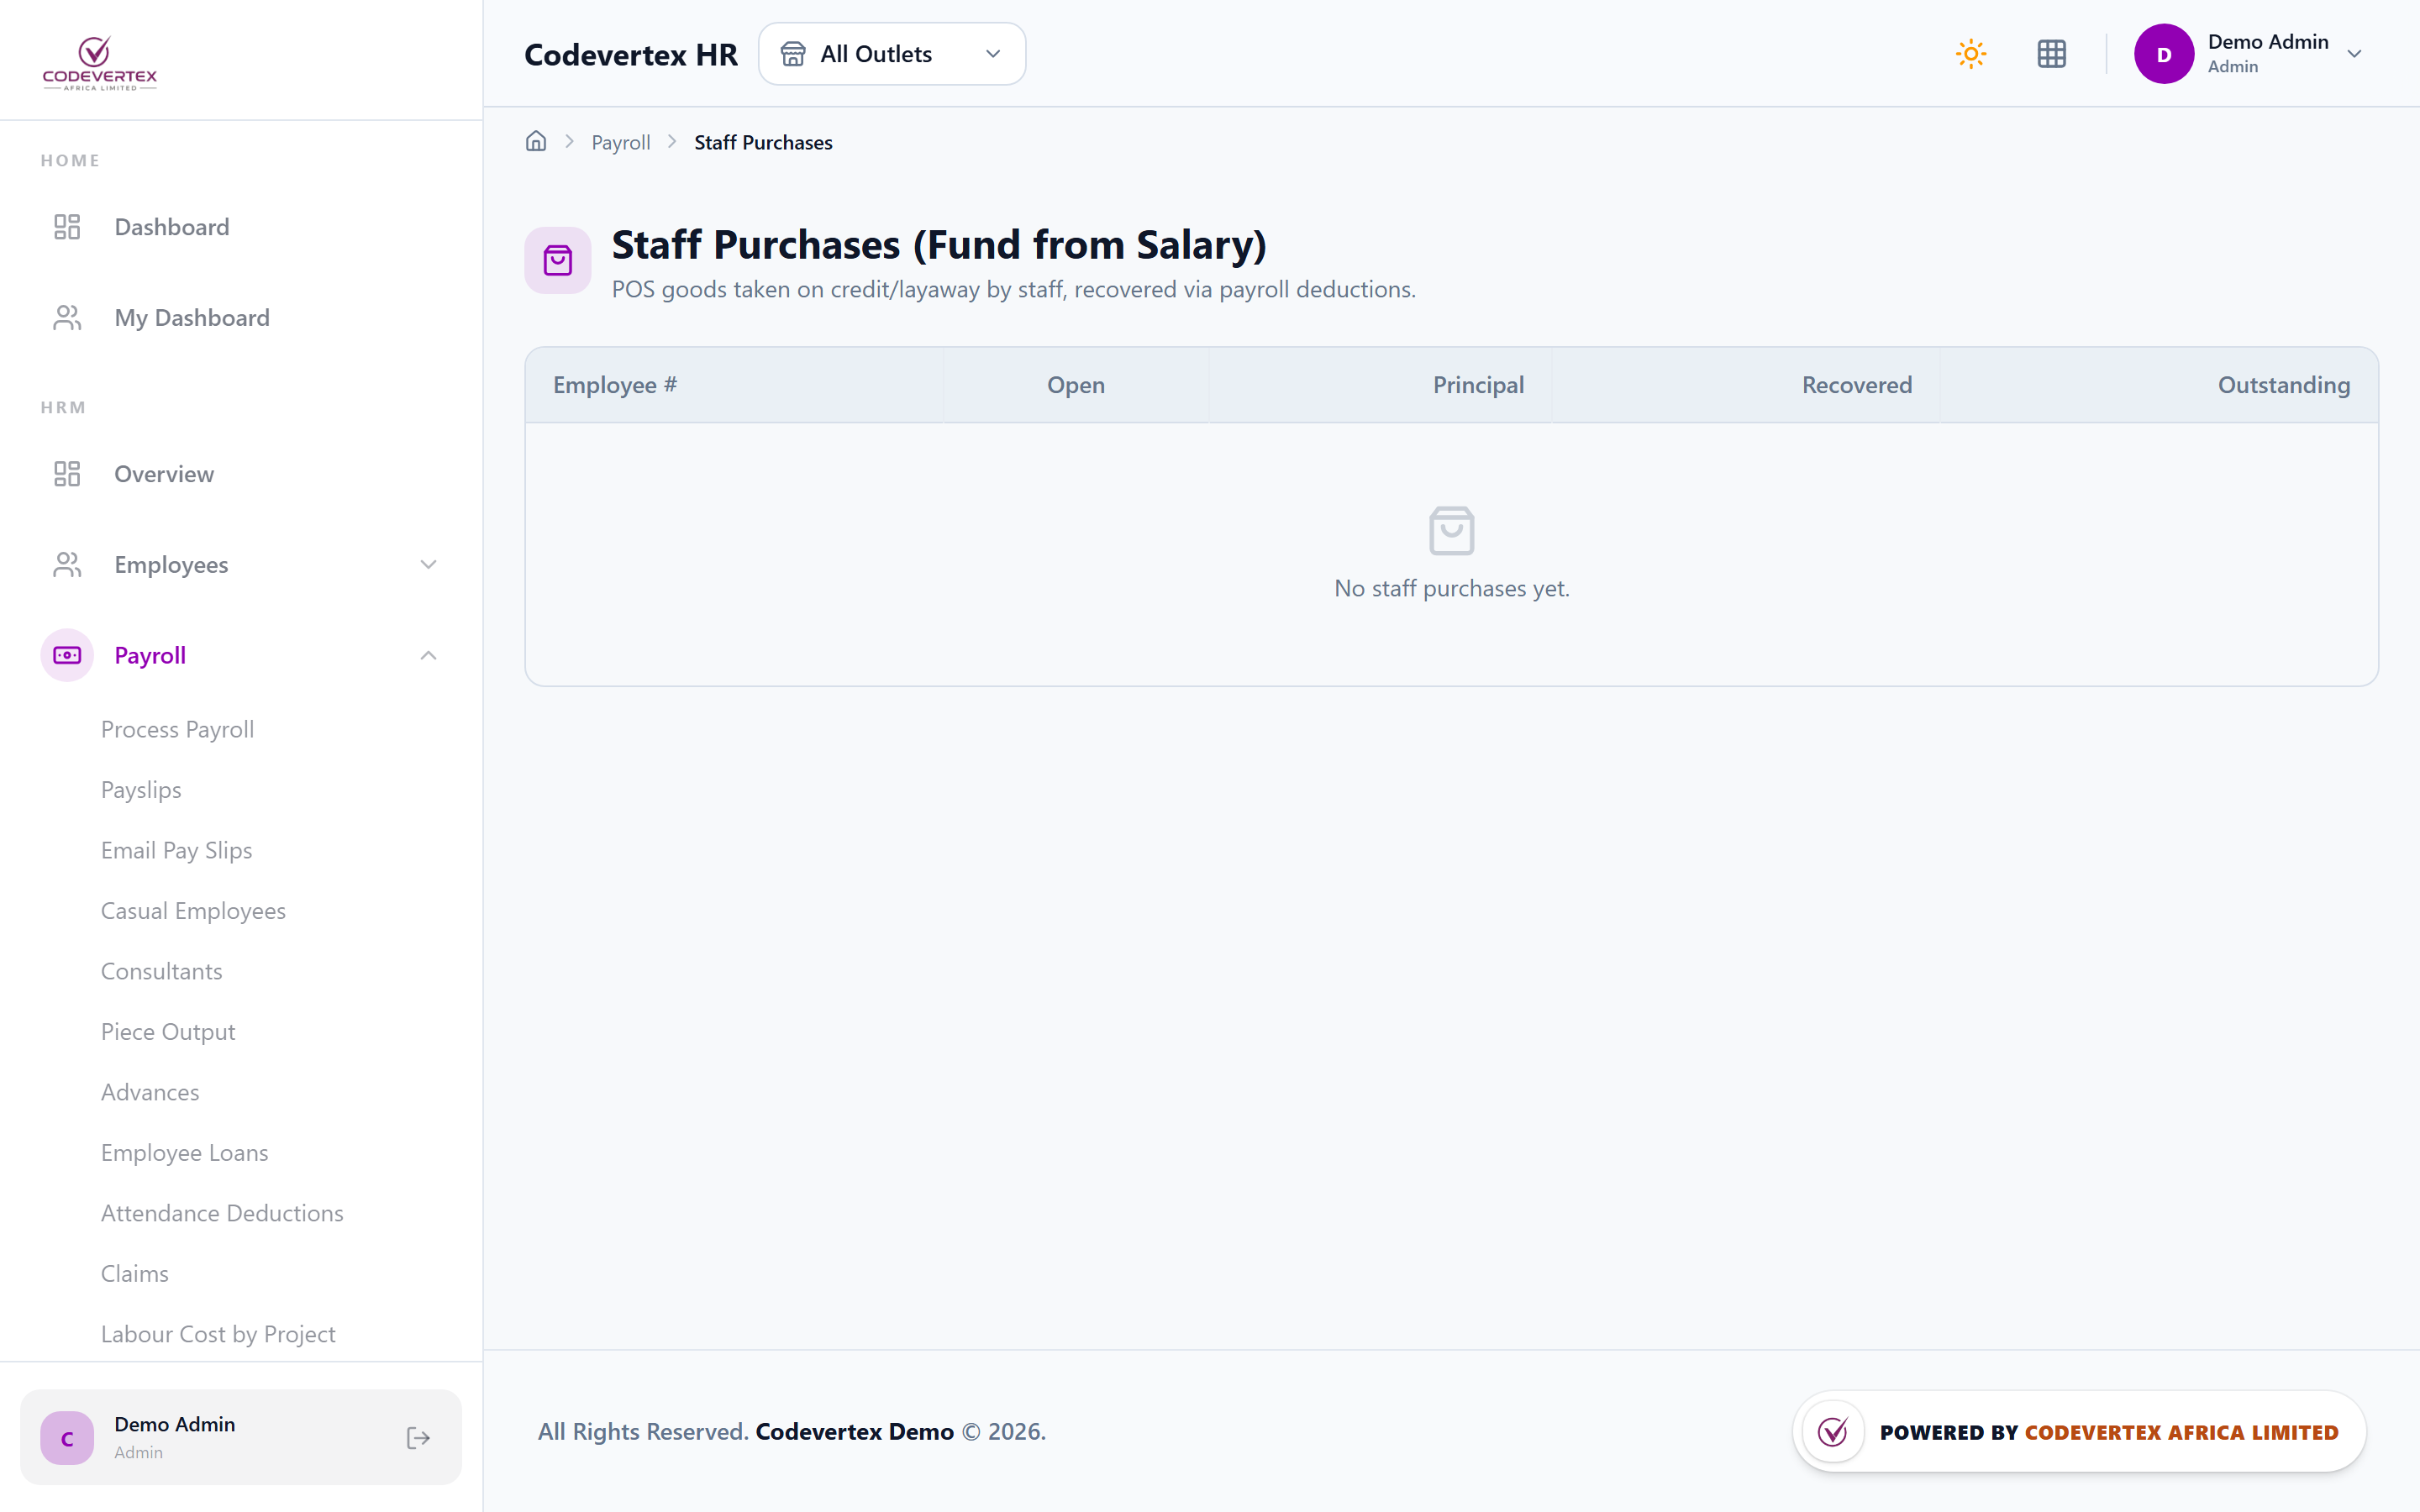 CODEVERTEX
AFRICA LIMITED
HOME
Dashboard
My Dashboard
HRM
Overview
Employees
Payroll
Process Payroll
Payslips
Email Pay Slips
Casual Employees
Consultants
Piece Output
Advances
Employee Loans
Attendance Deductions
Claims
Labour Cost by Project
C
Demo Admin
Admin
Codevertex HR
All Outlets
D
Demo Admin
Admin
Payroll
Staff Purchases
Staff Purchases (Fund from Salary)
POS goods taken on credit/layaway by staff, recovered via payroll deductions.
Employee # Open Principal Recovered Outstanding
No staff purchases yet.
All Rights Reserved. Codevertex Demo © 2026.
POWERED BY CODEVERTEX AFRICA LIMITED